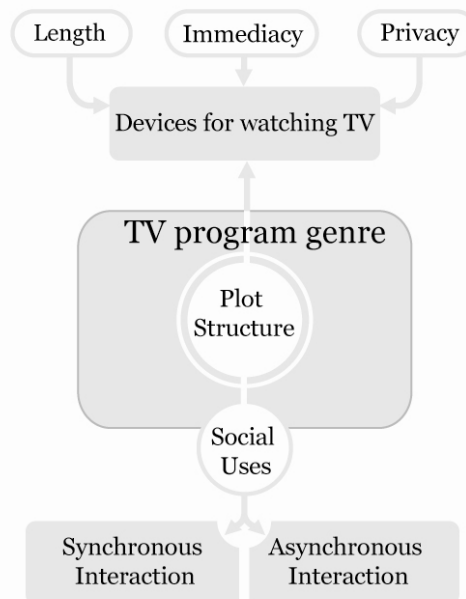 Length
Immediacy
Privacy
Devices for watching TV
TV program genre
Plot
Structure
Social
Uses
Synchronous
Interaction
Asynchronous
Interaction